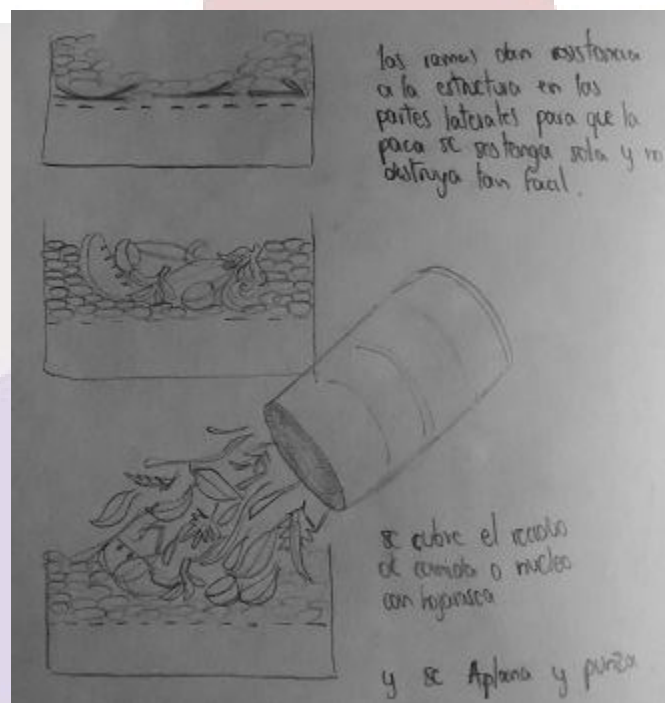 las ramas dan resistencia
a la estructura en las
partes laterales para que la
paca se sostenga sola y no
destruya tan facil.
se cubre el
de comida o nucleo
con hojarasca
y se Aplana y punza